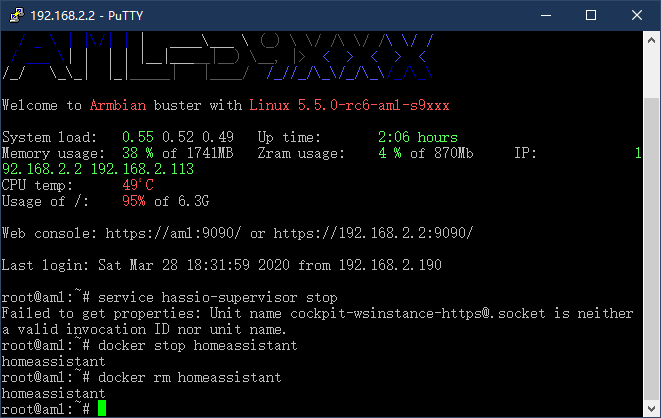 192.168.2.2 - PuTTY
AML-S9XXX
Welcome to Armbian buster with Linux 5.5.0-rc6-aml-s9xxx
System load:   0.55 0.52 0.49   Up time:       2:06 hours
Memory usage:  38 % of 1741MB   Zram usage:    4 % of 870Mb     IP:            1
92.168.2.2 192.168.2.113
CPU temp:      49°C
Usage of /:    95% of 6.3G
Web console: https://aml:9090/ or https://192.168.2.2:9090/
Last login: Sat Mar 28 18:31:59 2020 from 192.168.2.190
root@aml:~# service hassio-supervisor stop
Failed to get properties: Unit name cockpit-wsinstance-https@.socket is neither
a valid invocation ID nor unit name.
root@aml:~# docker stop homeassistant
homeassistant
root@aml:~# docker rm homeassistant
homeassistant
root@aml:~#